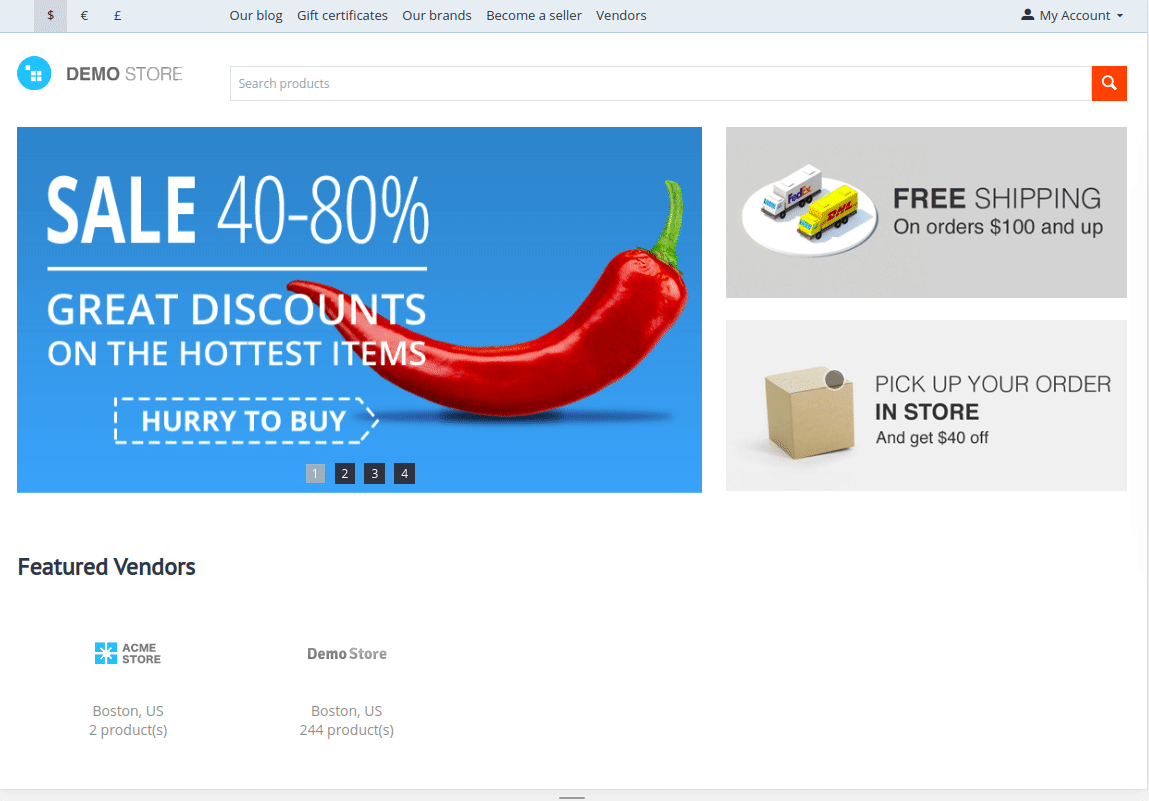 $ € £ Our blog Gift certificates Our brands Become a seller Vendors My Account
DEMO STORE
Search products
SALE 40-80%
GREAT DISCOUNTS
ON THE HOTTEST ITEMS
HURRY TO BUY
1 2 3 4
FedEx
DHL
FREE SHIPPING
On orders $100 and up
PICK UP YOUR ORDER
IN STORE
And get $40 off
Featured Vendors
ACME
STORE
Boston, US
2 product(s)
Demo Store
Boston, US
244 product(s)